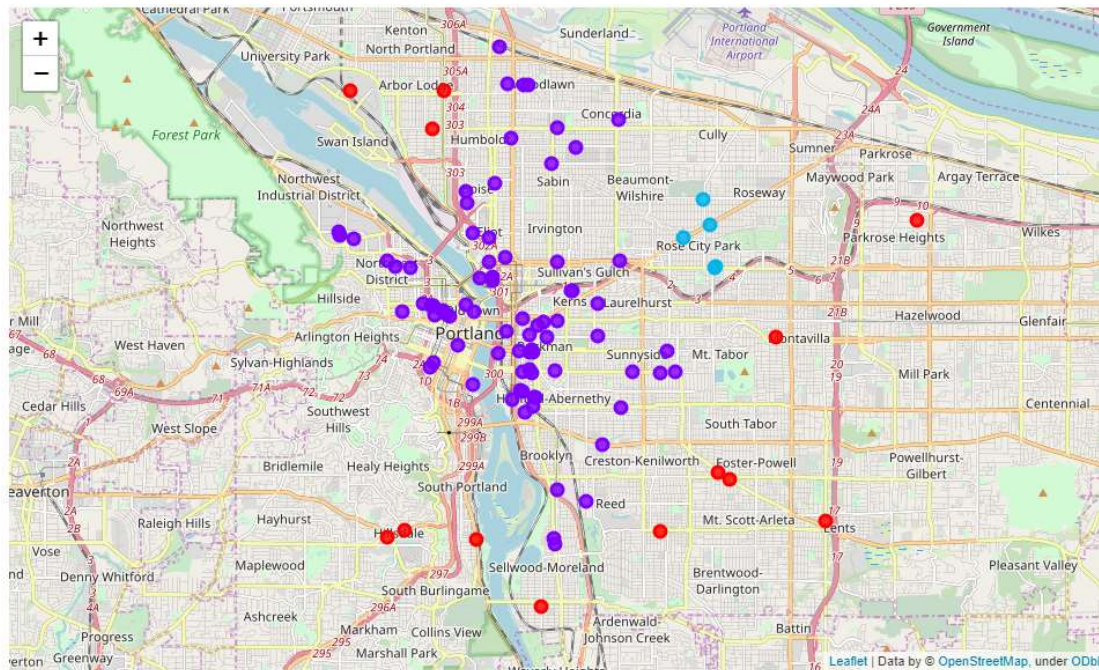 Cathedral Park
Kenton
Sunderland
Portland
International
Airport
Government
Island
+
−
University Park
North Portland
Arbor Lodge
Forest Park
Swan Island
Humbold
Concordia
Cully
Sumner
Parkrose
Maywood Park
Argay Terrace
Northwest
Industrial District
Sabin
Beaumont-
Wilshire
Roseway
Northwest
Heights
Eliot
Irvington
Rose City Park
Parkrose Heights
Wilkes
Hillside
Sullivan's Gulch
Kerns
Laurelhurst
Hazelwood
Glenfair
Arlington Heights
Portland
West Haven
Sylvan-Highlands
Sunnyside
Mt. Tabor
Mill Park
Cedar Hills
Southwest
Hills
-Abernethy
Centennial
West Slope
South Tabor
Bridlemile
Healy Heights
Brooklyn
Creston-Kenilworth
Foster-Powell
Powellhurst-
Gilbert
South Portland
Raleigh Hills
Hayhurst
Reed
Mt. Scott-Arleta
Lents
Vose
Maplewood
Sellwood-Moreland
Pleasant Valley
Denny Whitford
South Burlingame
Brentwood-
Darlington
Ashcreek
Ardenwald-
Johnson Creek
Markham
Collins View
Battin
Progress
Greenway
Marshall Park
Leaflet | Data by © OpenStreetMap, under ODbL